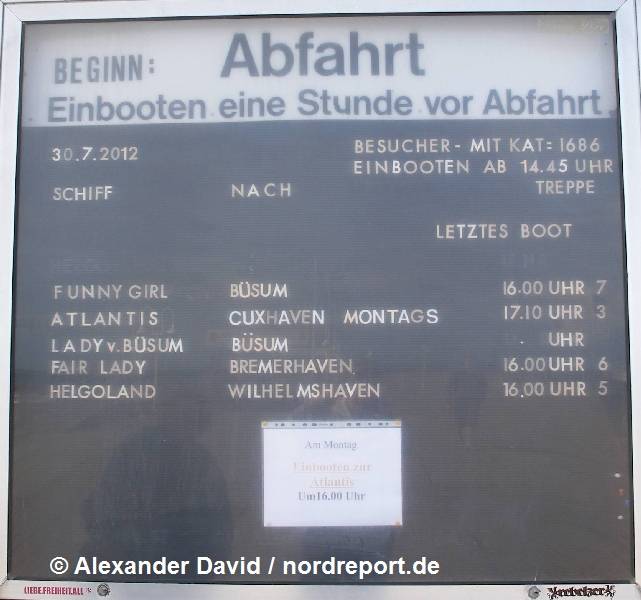 BEGINN: Abfahrt
Einbooten eine Stunde vor Abfahrt
30.7.2012
BESUCHER - MIT KAT: 1686
EINBOOTEN AB 14.45 UHR
SCHIFF NACH TREPPE
LETZTES BOOT
FUNNY GIRL BÜSUM 16.00 UHR 7
ATLANTIS CUXHAVEN MONTAGS 17.10 UHR 3
LADY v. BÜSUM BÜSUM UHR
FAIR LADY BREMERHAVEN 16.00 UHR 6
HELGOLAND WILHELMSHAVEN 16.00 UHR 5
Am Montag
Einbooten zur
Atlantis
Um16.00 Uhr
© Alexander David / nordreport.de
LIEBE.FREIHEIT.ALL